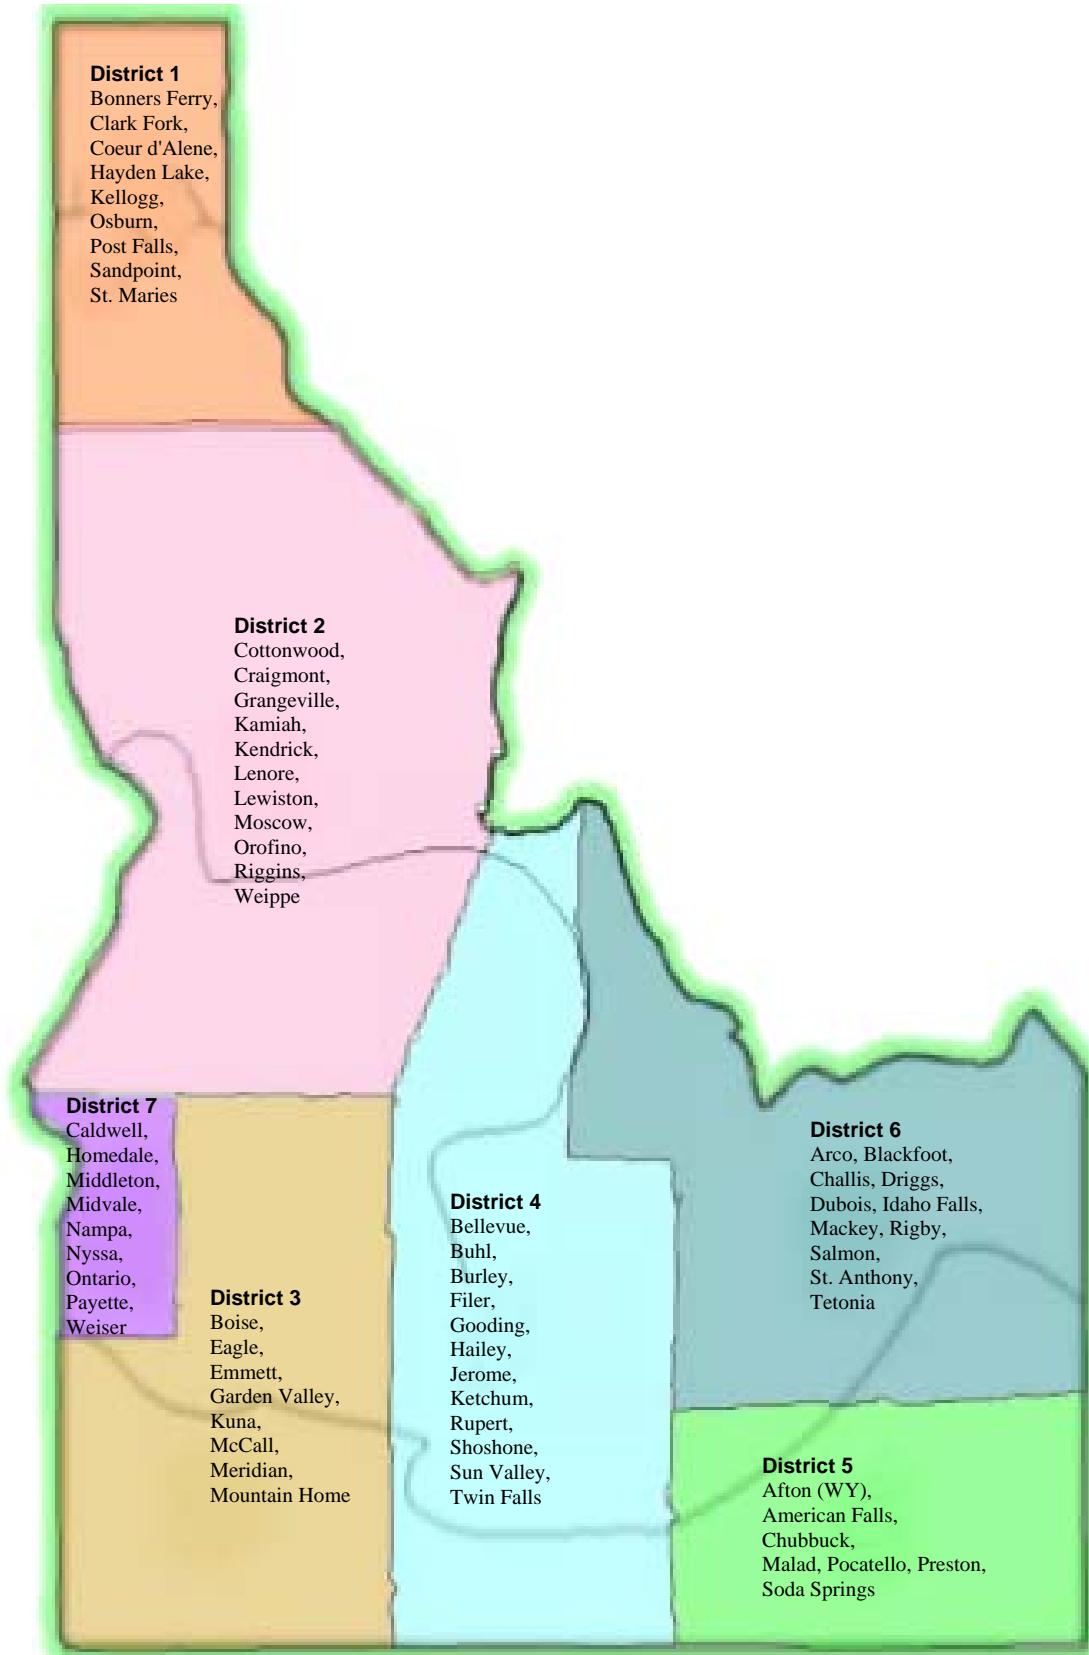 District 1
Bonners Ferry,
Clark Fork,
Coeur d'Alene,
Hayden Lake,
Kellogg,
Osburn,
Post Falls,
Sandpoint,
St. Maries
District 2
Cottonwood,
Craigmont,
Grangeville,
Kamiah,
Kendrick,
Lenore,
Lewiston,
Moscow,
Orofino,
Riggins,
Weippe
District 7
Caldwell,
Homedale,
Middleton,
Midvale,
Nampa,
Nyssa,
Ontario,
Payette,
Weiser
District 3
Boise,
Eagle,
Emmett,
Garden Valley,
Kuna,
McCall,
Meridian,
Mountain Home
District 4
Bellevue,
Buhl,
Burley,
Filer,
Gooding,
Hailey,
Jerome,
Ketchum,
Rupert,
Shoshone,
Sun Valley,
Twin Falls
District 6
Arco, Blackfoot,
Challis, Driggs,
Dubois, Idaho Falls,
Mackey, Rigby,
Salmon,
St. Anthony,
Tetonia
District 5
Afton (WY),
American Falls,
Chubbuck,
Malad, Pocatello, Preston,
Soda Springs